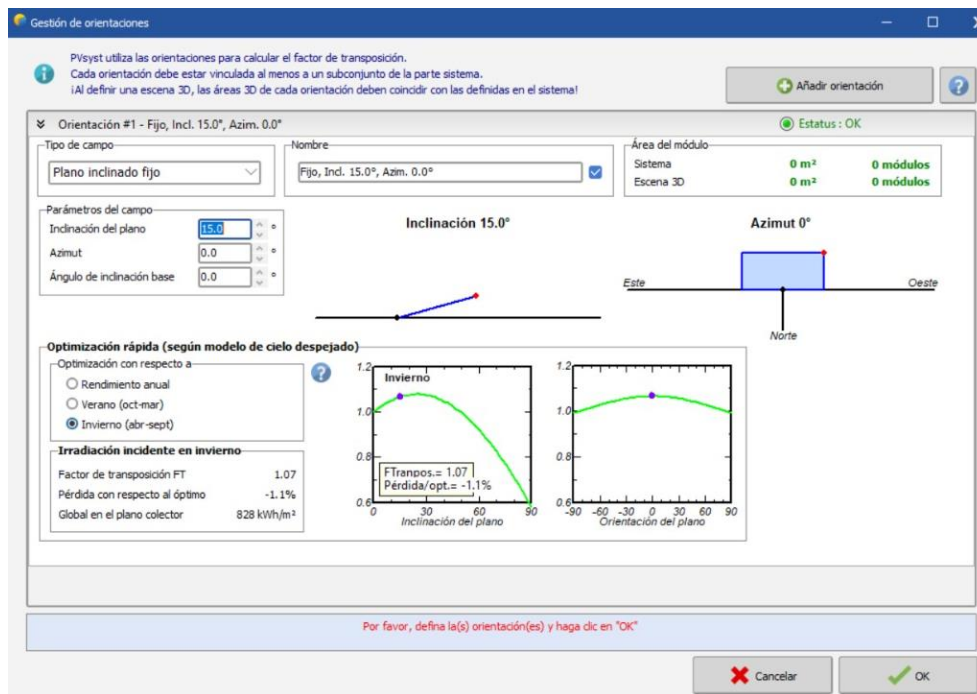 Gestión de orientaciones
PVsyst utiliza las orientaciones para calcular el factor de transposición.
Cada orientación debe estar vinculada al menos a un subconjunto de la parte sistema.
¡Al definir una escena 3D, las áreas 3D de cada orientación deben coincidir con las definidas en el sistema!
Añadir orientación
?
Orientación #1 - Fijo, Incl. 15.0°, Azim. 0.0°
Estatus : OK
Tipo de campo
Plano inclinado fijo
Nombre
Fijo, Incl. 15.0°, Azim. 0.0°
Área del módulo
Sistema 0 m² 0 módulos
Escena 3D 0 m² 0 módulos
Parámetros del campo
Inclinación del plano 15.0 °
Azimut 0.0 °
Ángulo de inclinación base 0.0 °
Inclinación 15.0°
Azimut 0°
Este
Oeste
Norte
Optimización rápida (según modelo de cielo despejado)
Optimización con respecto a
Rendimiento anual
Verano (oct-mar)
Invierno (abr-sept)
?
Irradiación incidente en invierno
Factor de transposición FT 1.07
Pérdida con respecto al óptimo -1.1%
Global en el plano colector 828 kWh/m²
Invierno
1.2
1.0
0.8
0.6
FTranpos.= 1.07
Pérdida/opt.= -1.1%
0 30 60 90
Inclinación del plano
1.2
1.0
0.8
0.6
-90 -60 -30 0 30 60 90
Orientación del plano
Por favor, defina la(s) orientación(es) y haga clic en "OK"
Cancelar
OK